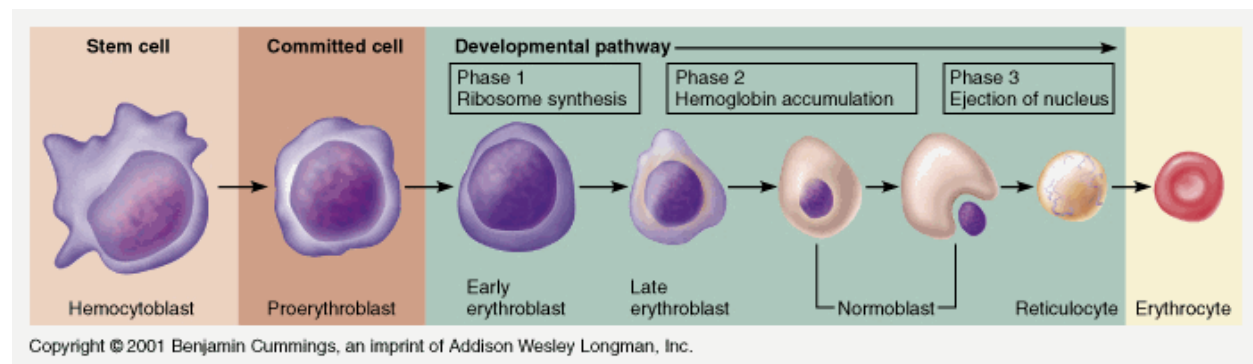 Stem cell
Committed cell
Developmental pathway
Phase 1
Ribosome synthesis
Phase 2
Hemoglobin accumulation
Phase 3
Ejection of nucleus
Hemocytoblast
Proerythroblast
Early
erythroblast
Late
erythroblast
Normoblast
Reticulocyte
Erythrocyte
Copyright © 2001 Benjamin Cummings, an imprint of Addison Wesley Longman, Inc.